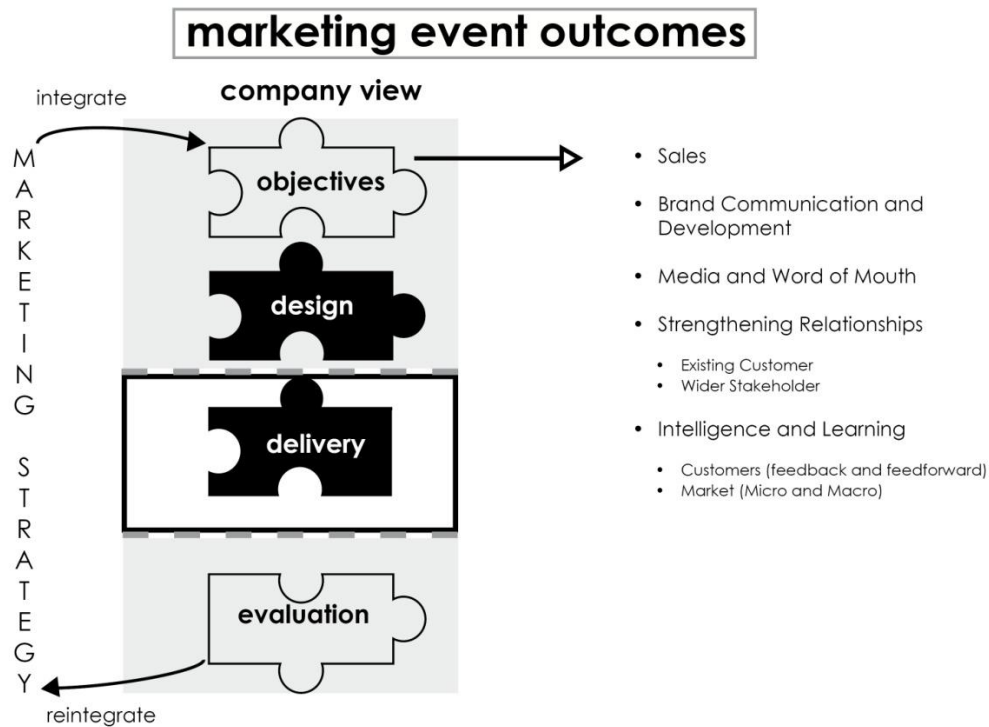 marketing event outcomes
company view
integrate
MARKETING STRATEGY
objectives
design
delivery
evaluation
reintegrate
• Sales
• Brand Communication and
Development
• Media and Word of Mouth
• Strengthening Relationships
• Existing Customer
• Wider Stakeholder
• Intelligence and Learning
• Customers (feedback and feedforward)
• Market (Micro and Macro)